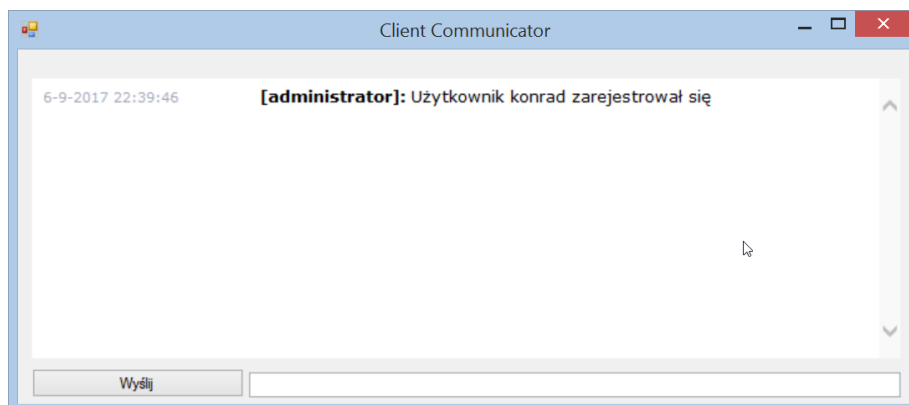 Client Communicator
6-9-2017 22:39:46 [administrator]: Użytkownik konrad zarejestrował się
Wyślij